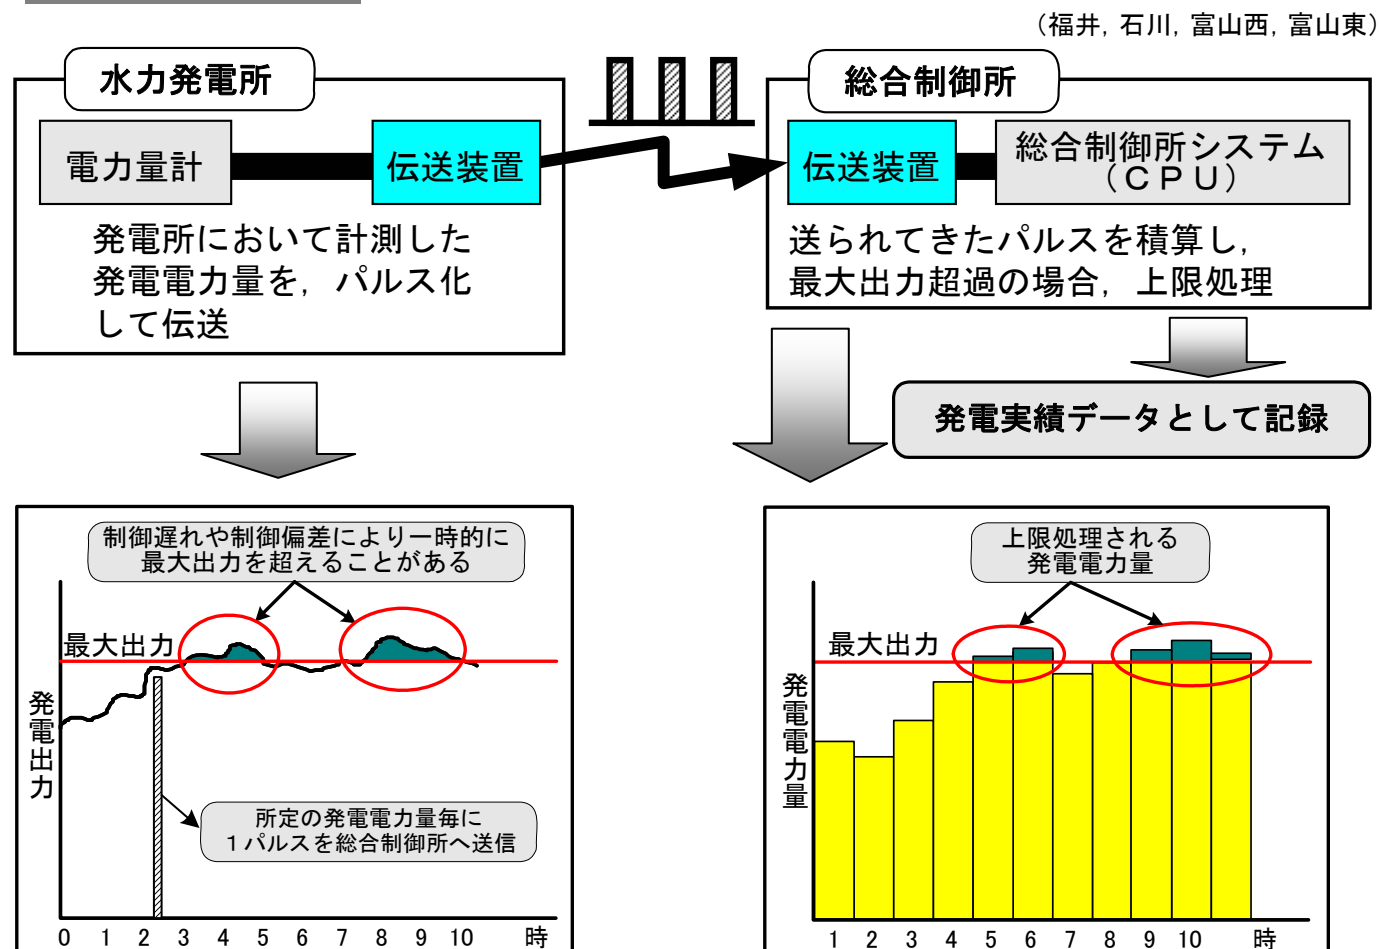 （福井，石川，富山西，富山東）
水力発電所
電力量計
伝送装置
発電所において計測した
発電電力量を，パルス化
して伝送
総合制御所
伝送装置
総合制御所システム
（ＣＰＵ）
送られてきたパルスを積算し，
最大出力超過の場合，上限処理
発電実績データとして記録
制御遅れや制御偏差により一時的に
最大出力を超えることがある
最大出力
発電出力
所定の発電電力量毎に
１パルスを総合制御所へ送信
0 1 2 3 4 5 6 7 8 9 10 時
上限処理される
発電電力量
最大出力
発電電力量
1 2 3 4 5 6 7 8 9 10 時